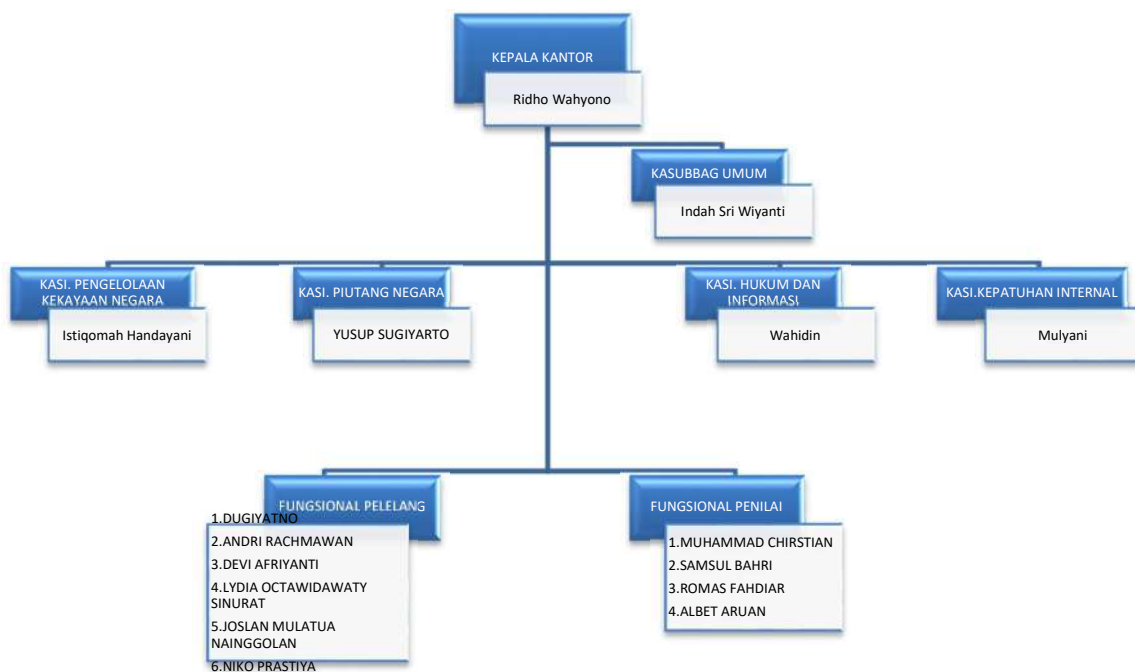 KEPALA KANTOR
Ridho Wahyono
KASUBBAG UMUM
Indah Sri Wiyanti
KASI. PENGELOLAAN
KEKAYAAN NEGARA
Istiqomah Handayani
KASI. PIUTANG NEGARA
YUSUP SUGIYARTO
KASI. HUKUM DAN
INFORMASI
Wahidin
KASI.KEPATUHAN INTERNAL
Mulyani
FUNGSIONAL PELELANG
1.DUGIYATNO
2.ANDRI RACHMAWAN
3.DEVI AFRIYANTI
4.LYDIA OCTAWIDAWATY
SINURAT
5.JOSLAN MULATUA
NAINGGOLAN
6.NIKO PRASTIYA
FUNGSIONAL PENILAI
1.MUHAMMAD CHIRSTIAN
2.SAMSUL BAHRI
3.ROMAS FAHDIAR
4.ALBET ARUAN